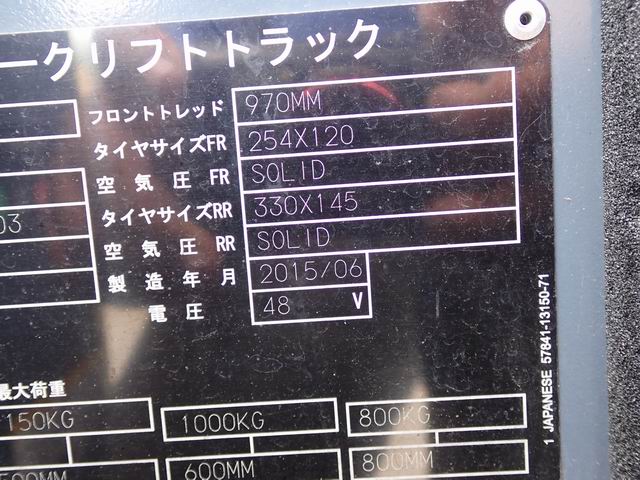 ークリフトトラック
フロントトレッド 970MM
タイヤサイズFR 254X120
空気圧 FR SOLID
03 タイヤサイズRR 330X145
空気圧 RR SOLID
製造年月 2015/06
電圧 48 V
最大荷重
150KG 1000KG 800KG
500MM 600MM 800MM
1 JAPANESE 57841-13150-71